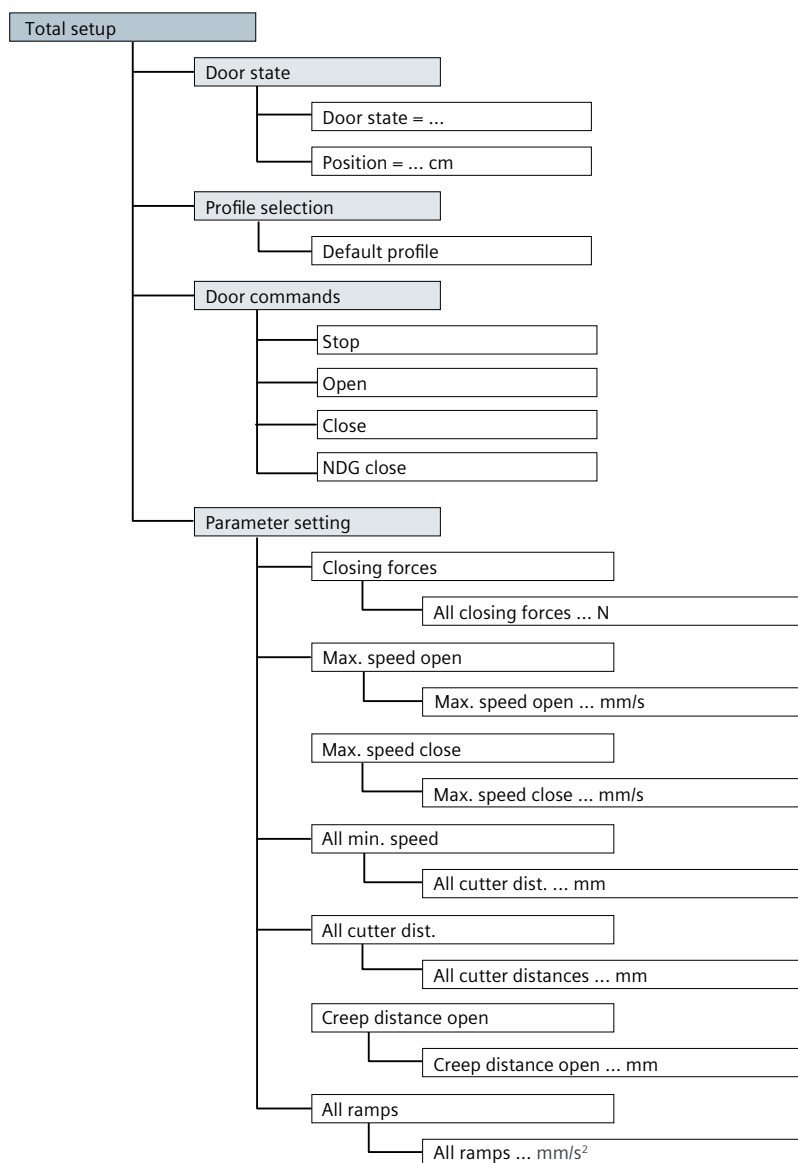 Total setup
Door state
Door state = ...
Position = ... cm
Profile selection
Default profile
Door commands
Stop
Open
Close
NDG close
Parameter setting
Closing forces
All closing forces ... N
Max. speed open
Max. speed open ... mm/s
Max. speed close
Max. speed close ... mm/s
All min. speed
All cutter dist. ... mm
All cutter dist.
All cutter distances ... mm
Creep distance open
Creep distance open ... mm
All ramps
All ramps ... mm/s²